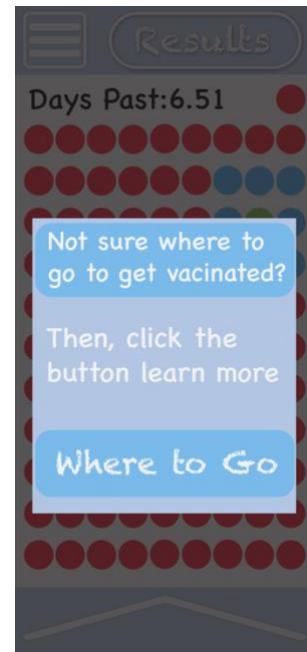 Results
Days Past:6.51
Not sure where to
go to get vacinated?
Then, click the
button learn more
Where to Go